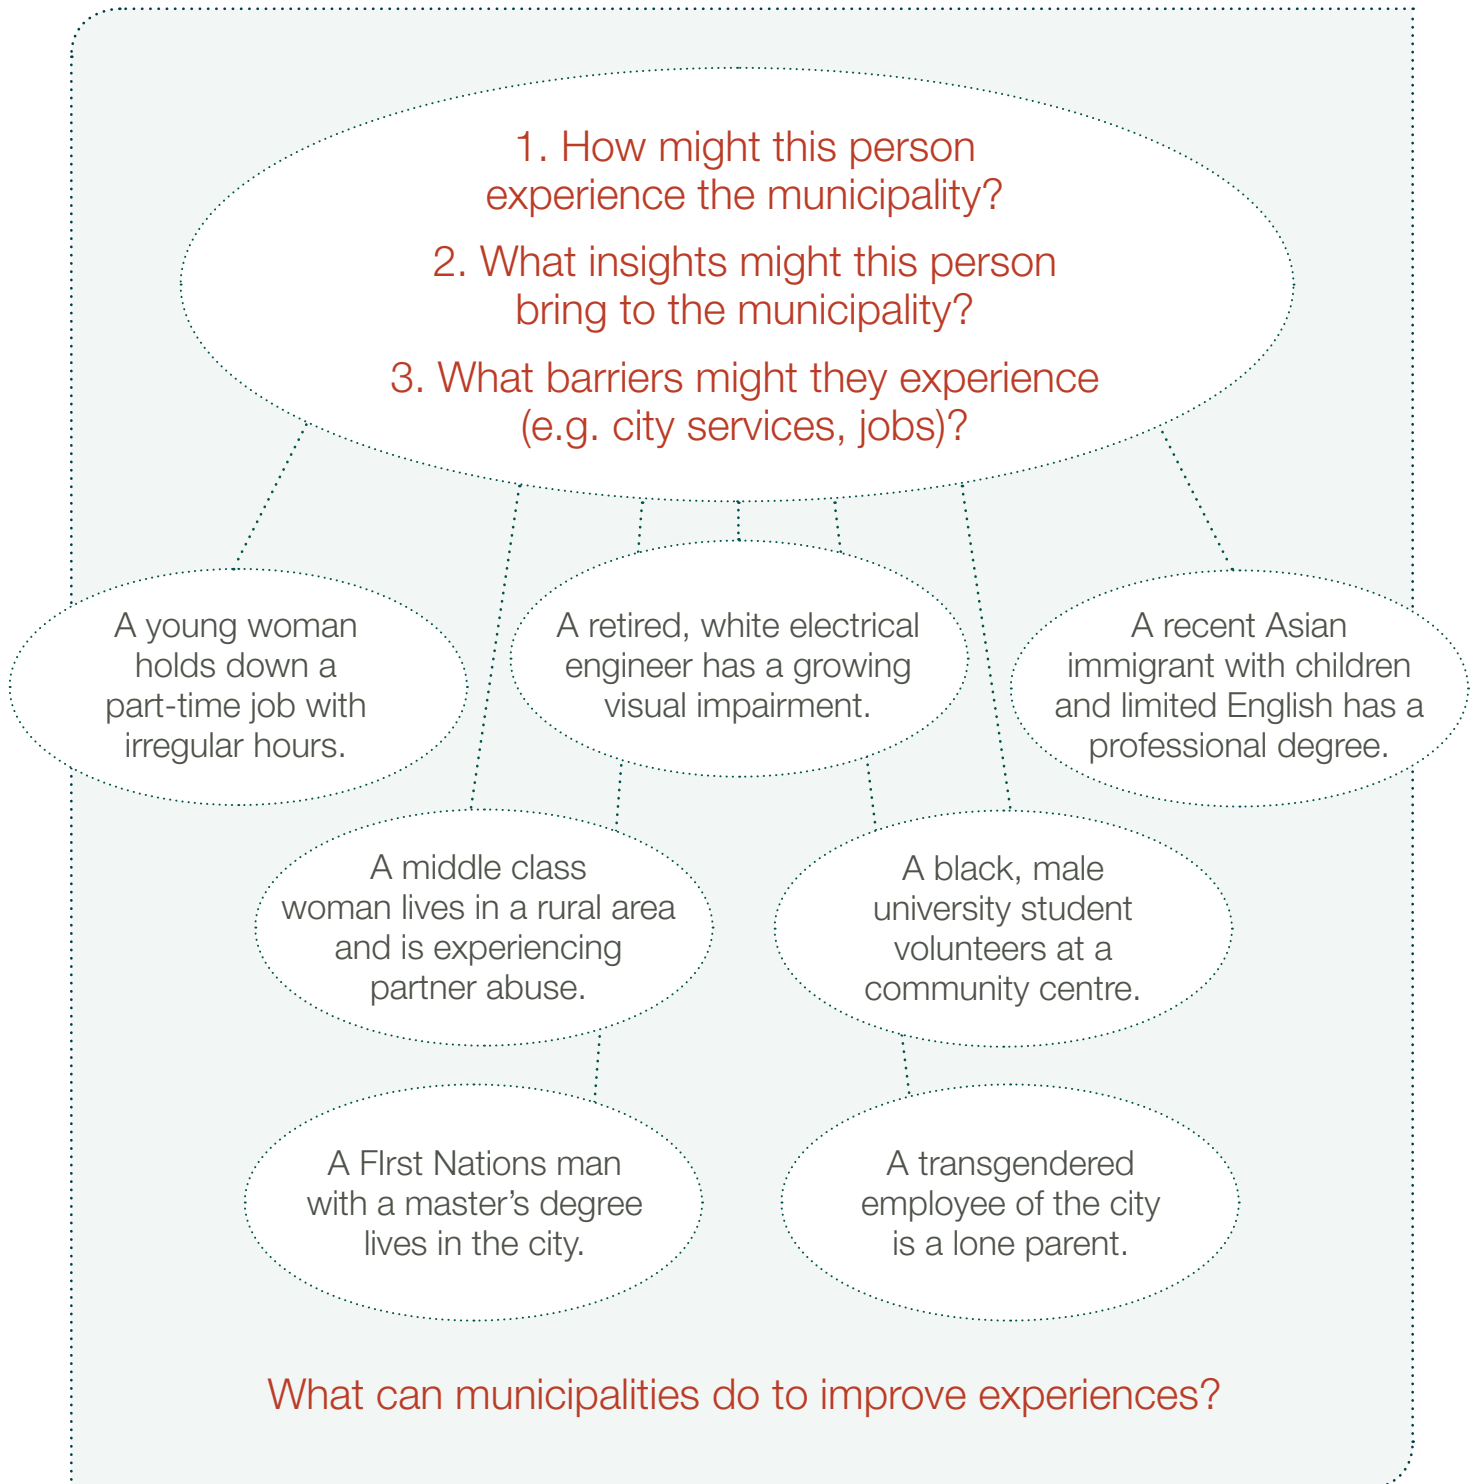 1. How might this person
experience the municipality?
2. What insights might this person
bring to the municipality?
3. What barriers might they experience
(e.g. city services, jobs)?
A young woman
holds down a
part-time job with
irregular hours.
A retired, white electrical
engineer has a growing
visual impairment.
A recent Asian
immigrant with children
and limited English has a
professional degree.
A middle class
woman lives in a rural area
and is experiencing
partner abuse.
A black, male
university student
volunteers at a
community centre.
A FIrst Nations man
with a master’s degree
lives in the city.
A transgendered
employee of the city
is a lone parent.
What can municipalities do to improve experiences?